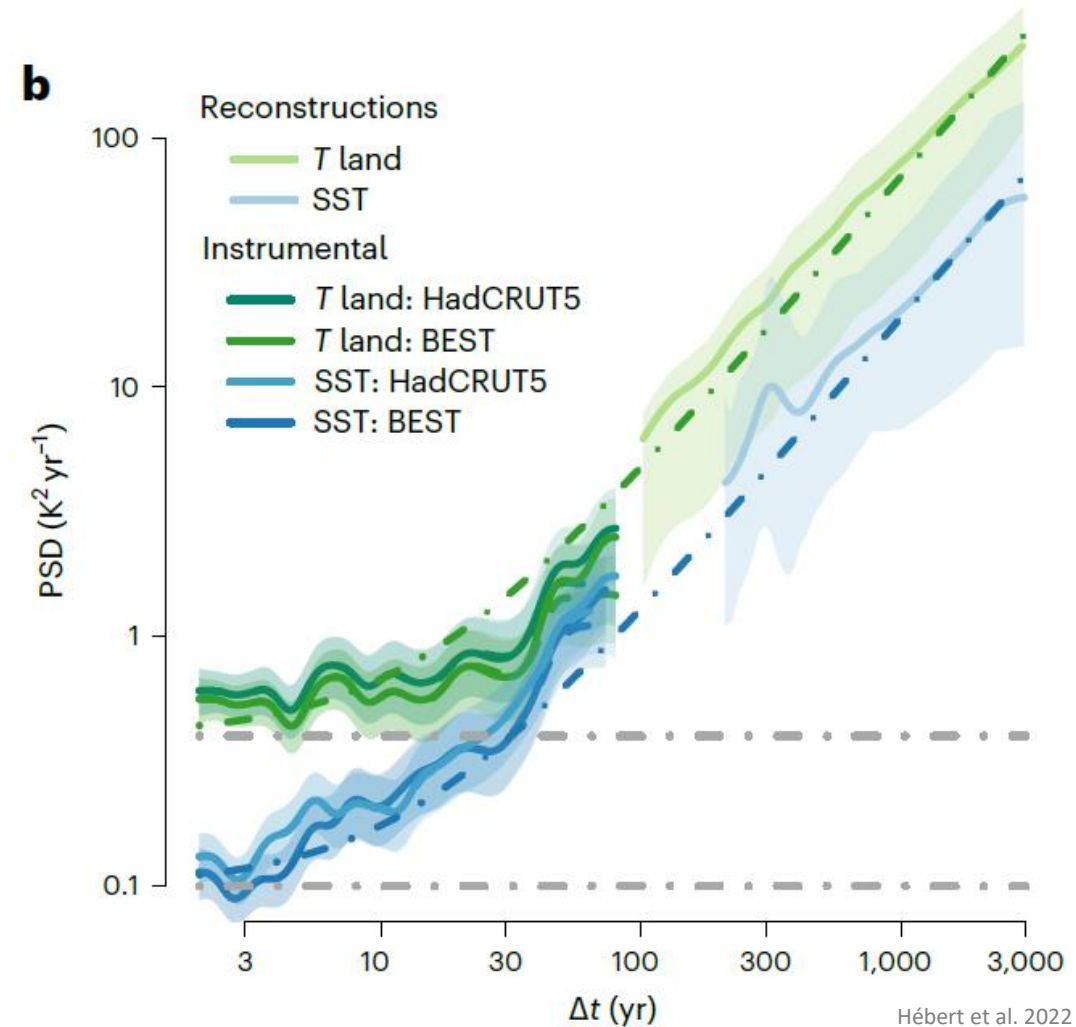 b
Reconstructions
T land
SST
Instrumental
T land: HadCRUT5
T land: BEST
SST: HadCRUT5
SST: BEST
100
10
1
0.1
PSD (K² yr⁻¹)
3 10 30 100 300 1,000 3,000
Δt (yr)
Hébert et al. 2022